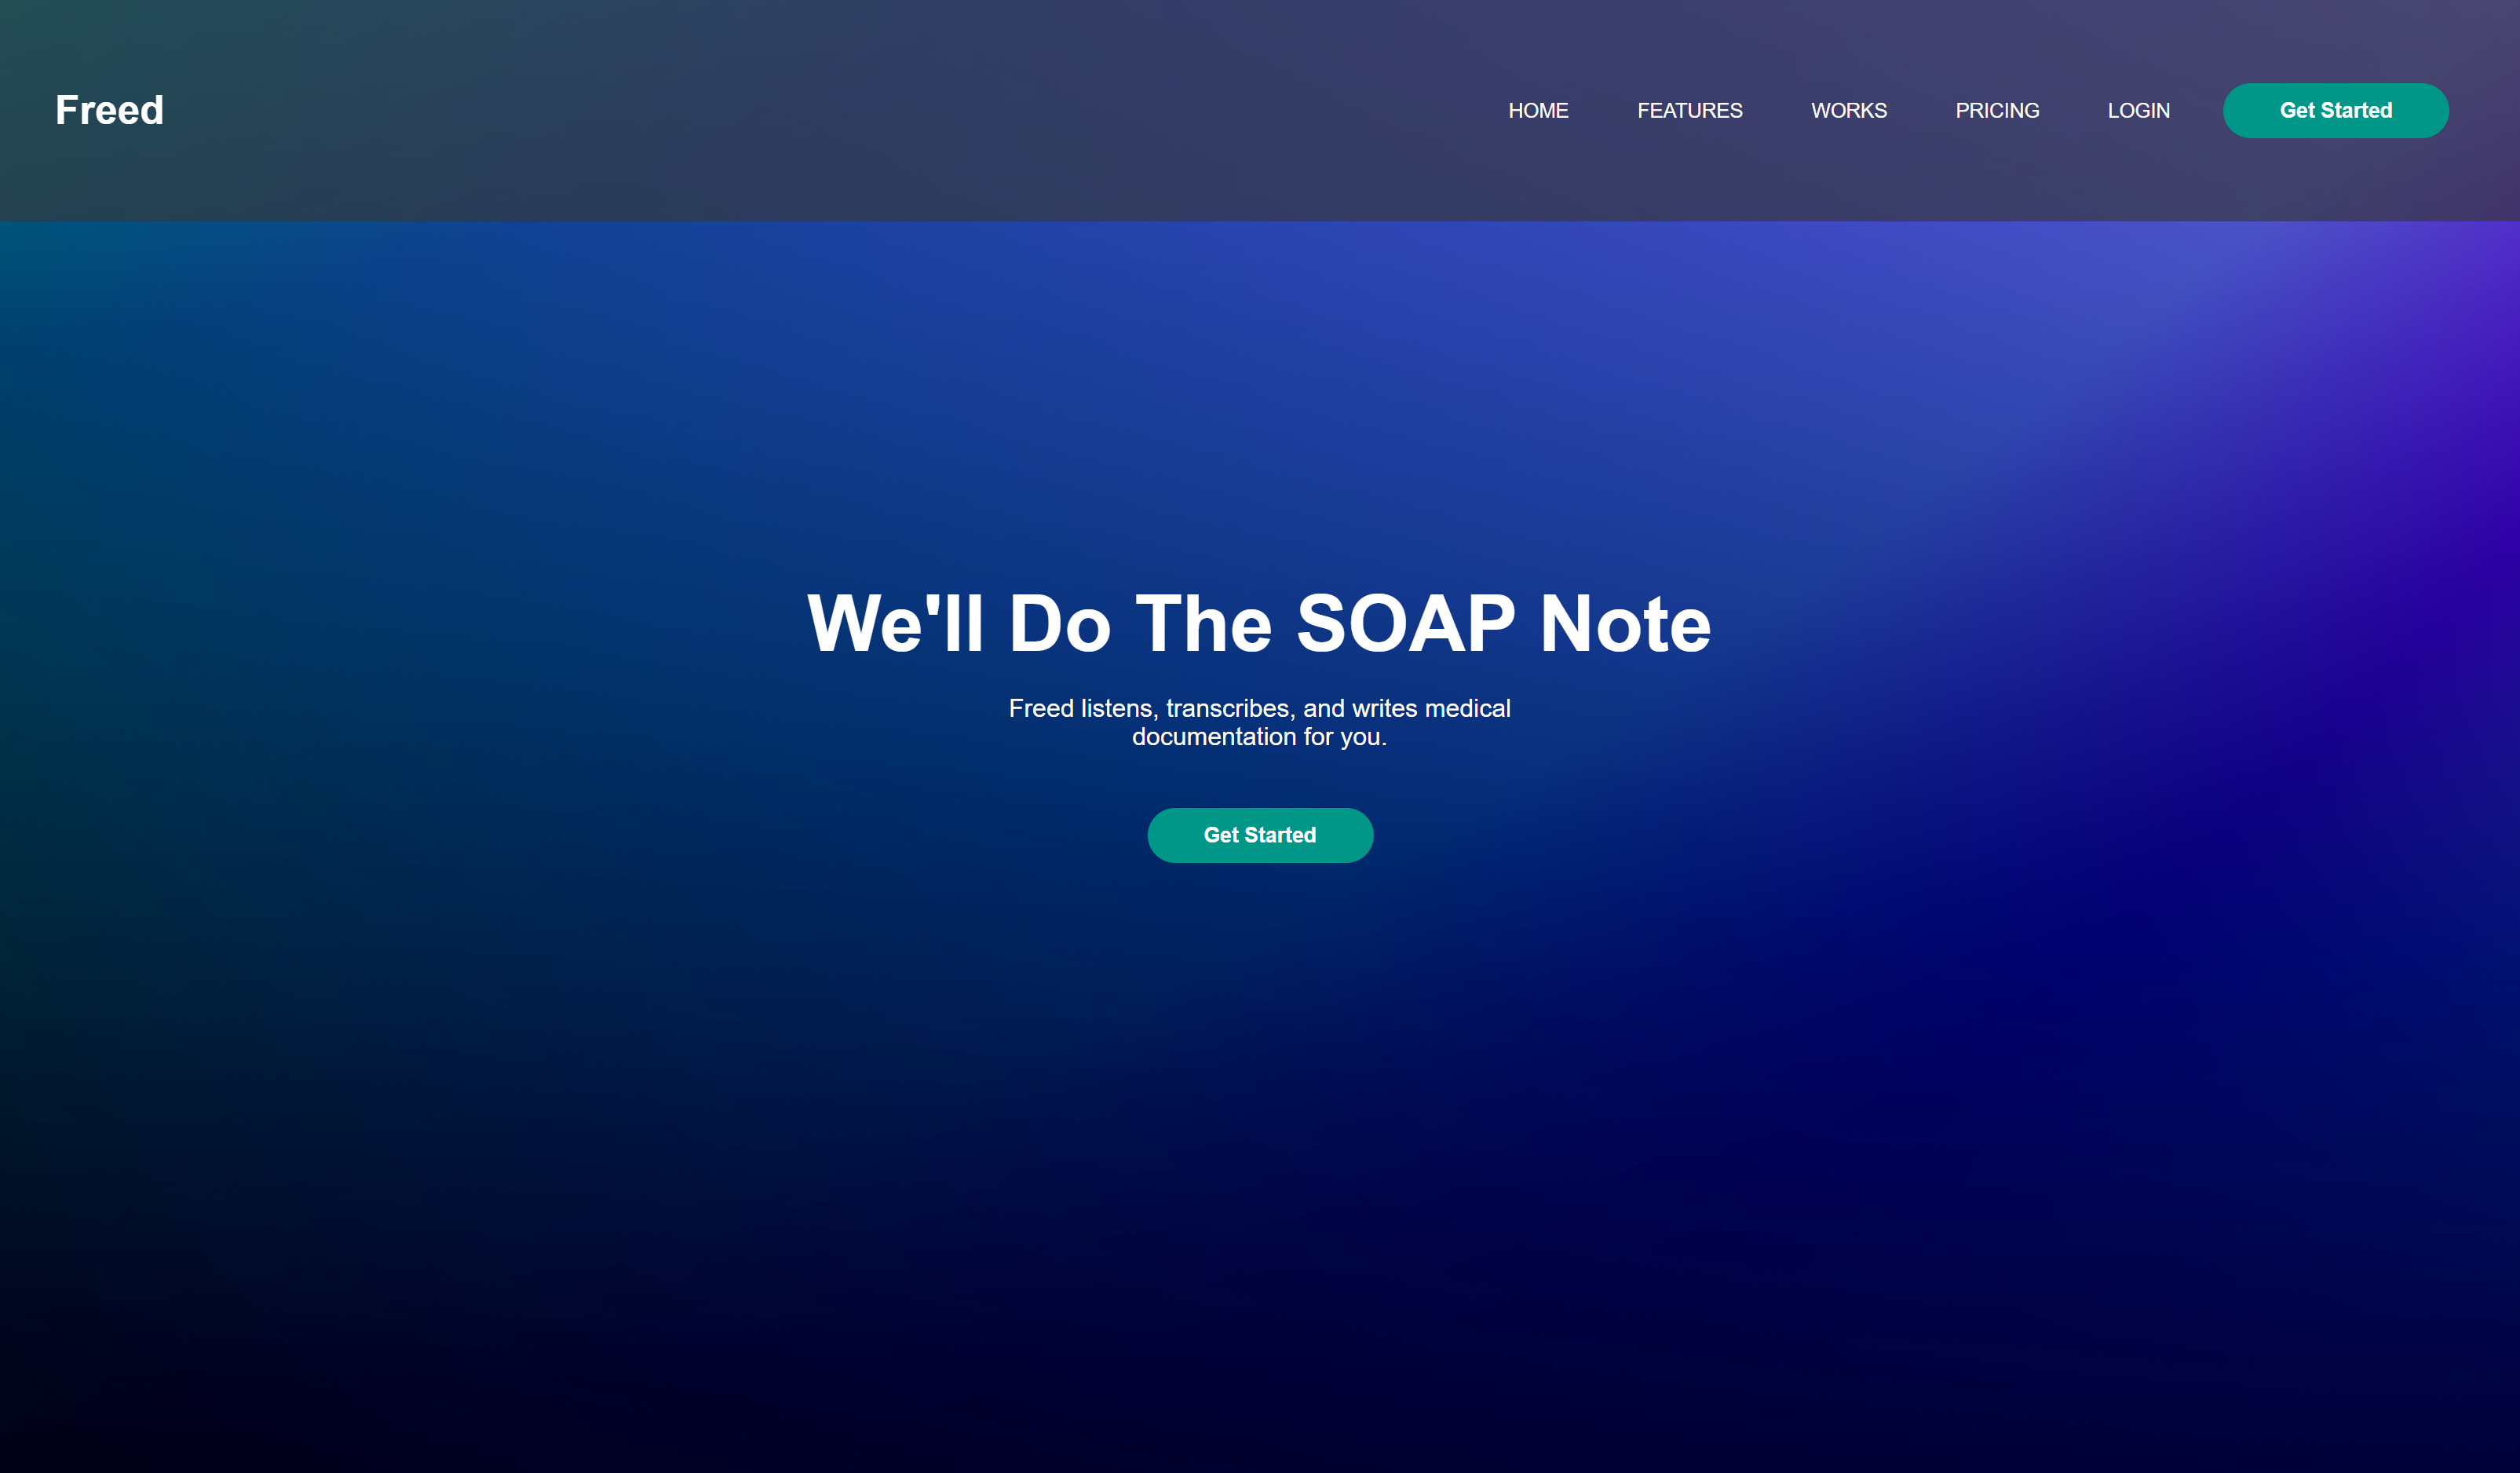 Freed
HOME
FEATURES
WORKS
PRICING
LOGIN
Get Started
We'll Do The SOAP Note
Freed listens, transcribes, and writes medical
documentation for you.
Get Started